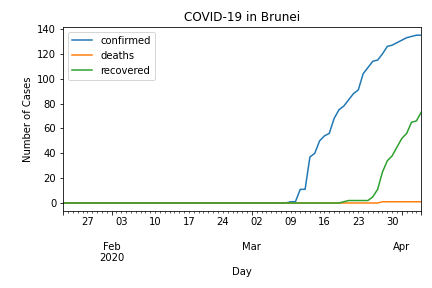 COVID-19 in Brunei
confirmed
deaths
recovered
Number of Cases
140
120
100
80
60
40
20
0
27 03 10 17 24 02 09 16 23 30
Feb Mar Apr
2020
Day